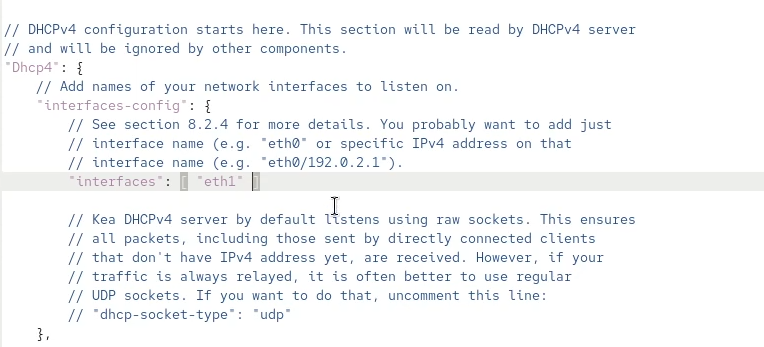 // DHCPv4 configuration starts here. This section will be read by DHCPv4 server
// and will be ignored by other components.
"Dhcp4": {
// Add names of your network interfaces to listen on.
"interfaces-config": {
// See section 8.2.4 for more details. You probably want to add just
// interface name (e.g. "eth0" or specific IPv4 address on that
// interface name (e.g. "eth0/192.0.2.1").
"interfaces": [ "eth1" ]
// Kea DHCPv4 server by default listens using raw sockets. This ensures
// all packets, including those sent by directly connected clients
// that don't have IPv4 address yet, are received. However, if your
// traffic is always relayed, it is often better to use regular
// UDP sockets. If you want to do that, uncomment this line:
// "dhcp-socket-type": "udp"
},